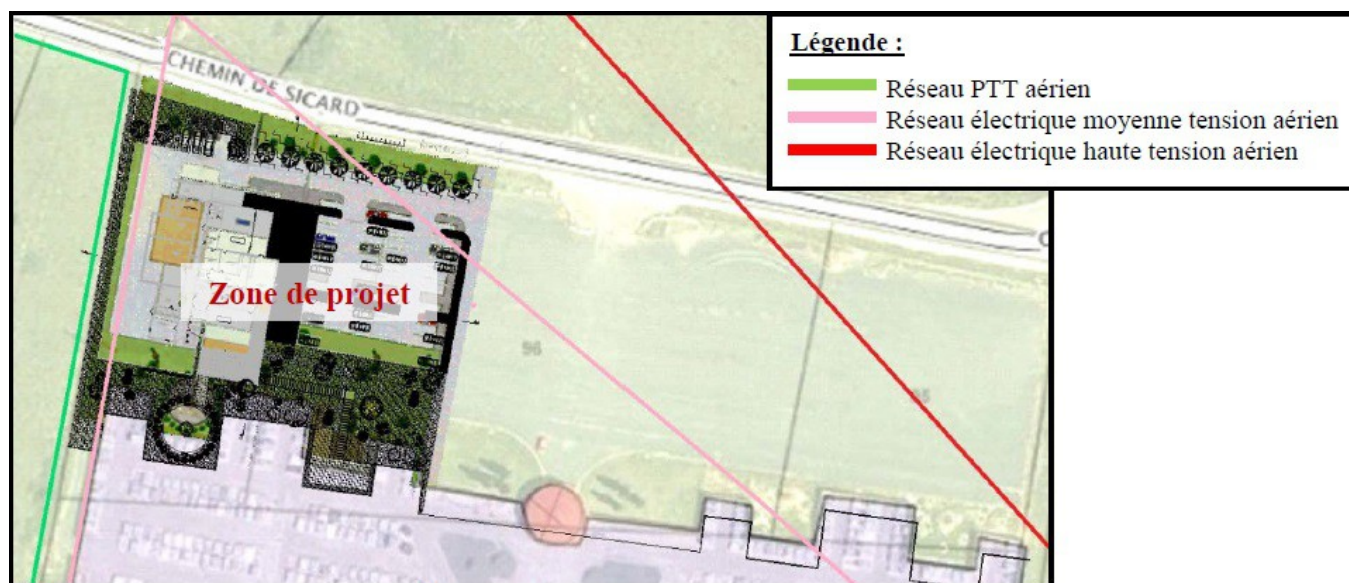 Légende :
Réseau PTT aérien
Réseau électrique moyenne tension aérien
Réseau électrique haute tension aérien
CHEMIN DE SICARD
Zone de projet